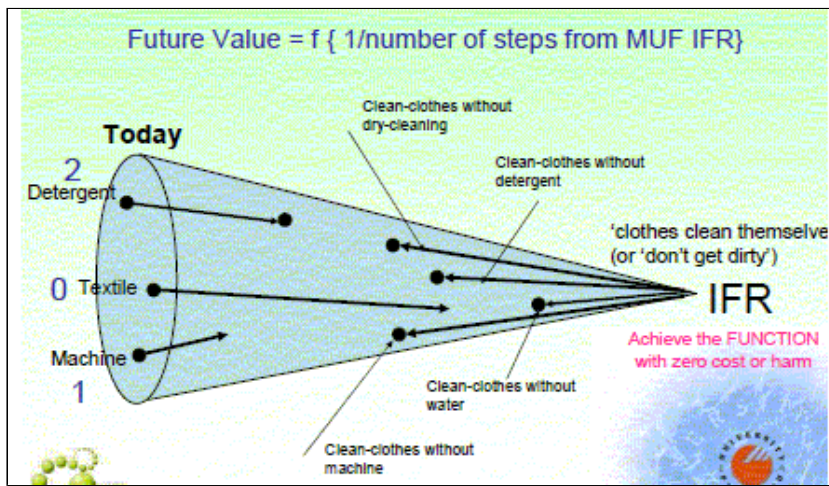 Future Value = f { 1/number of steps from MUF IFR}
Clean-clothes without
dry-cleaning
Today
Clean-clothes without
detergent
2
Detergent
'clothes clean themselve
(or 'don't get dirty')
0 Textile
IFR
Achieve the FUNCTION
with zero cost or harm
Machine
1
Clean-clothes without
water
Clean-clothes without
machine